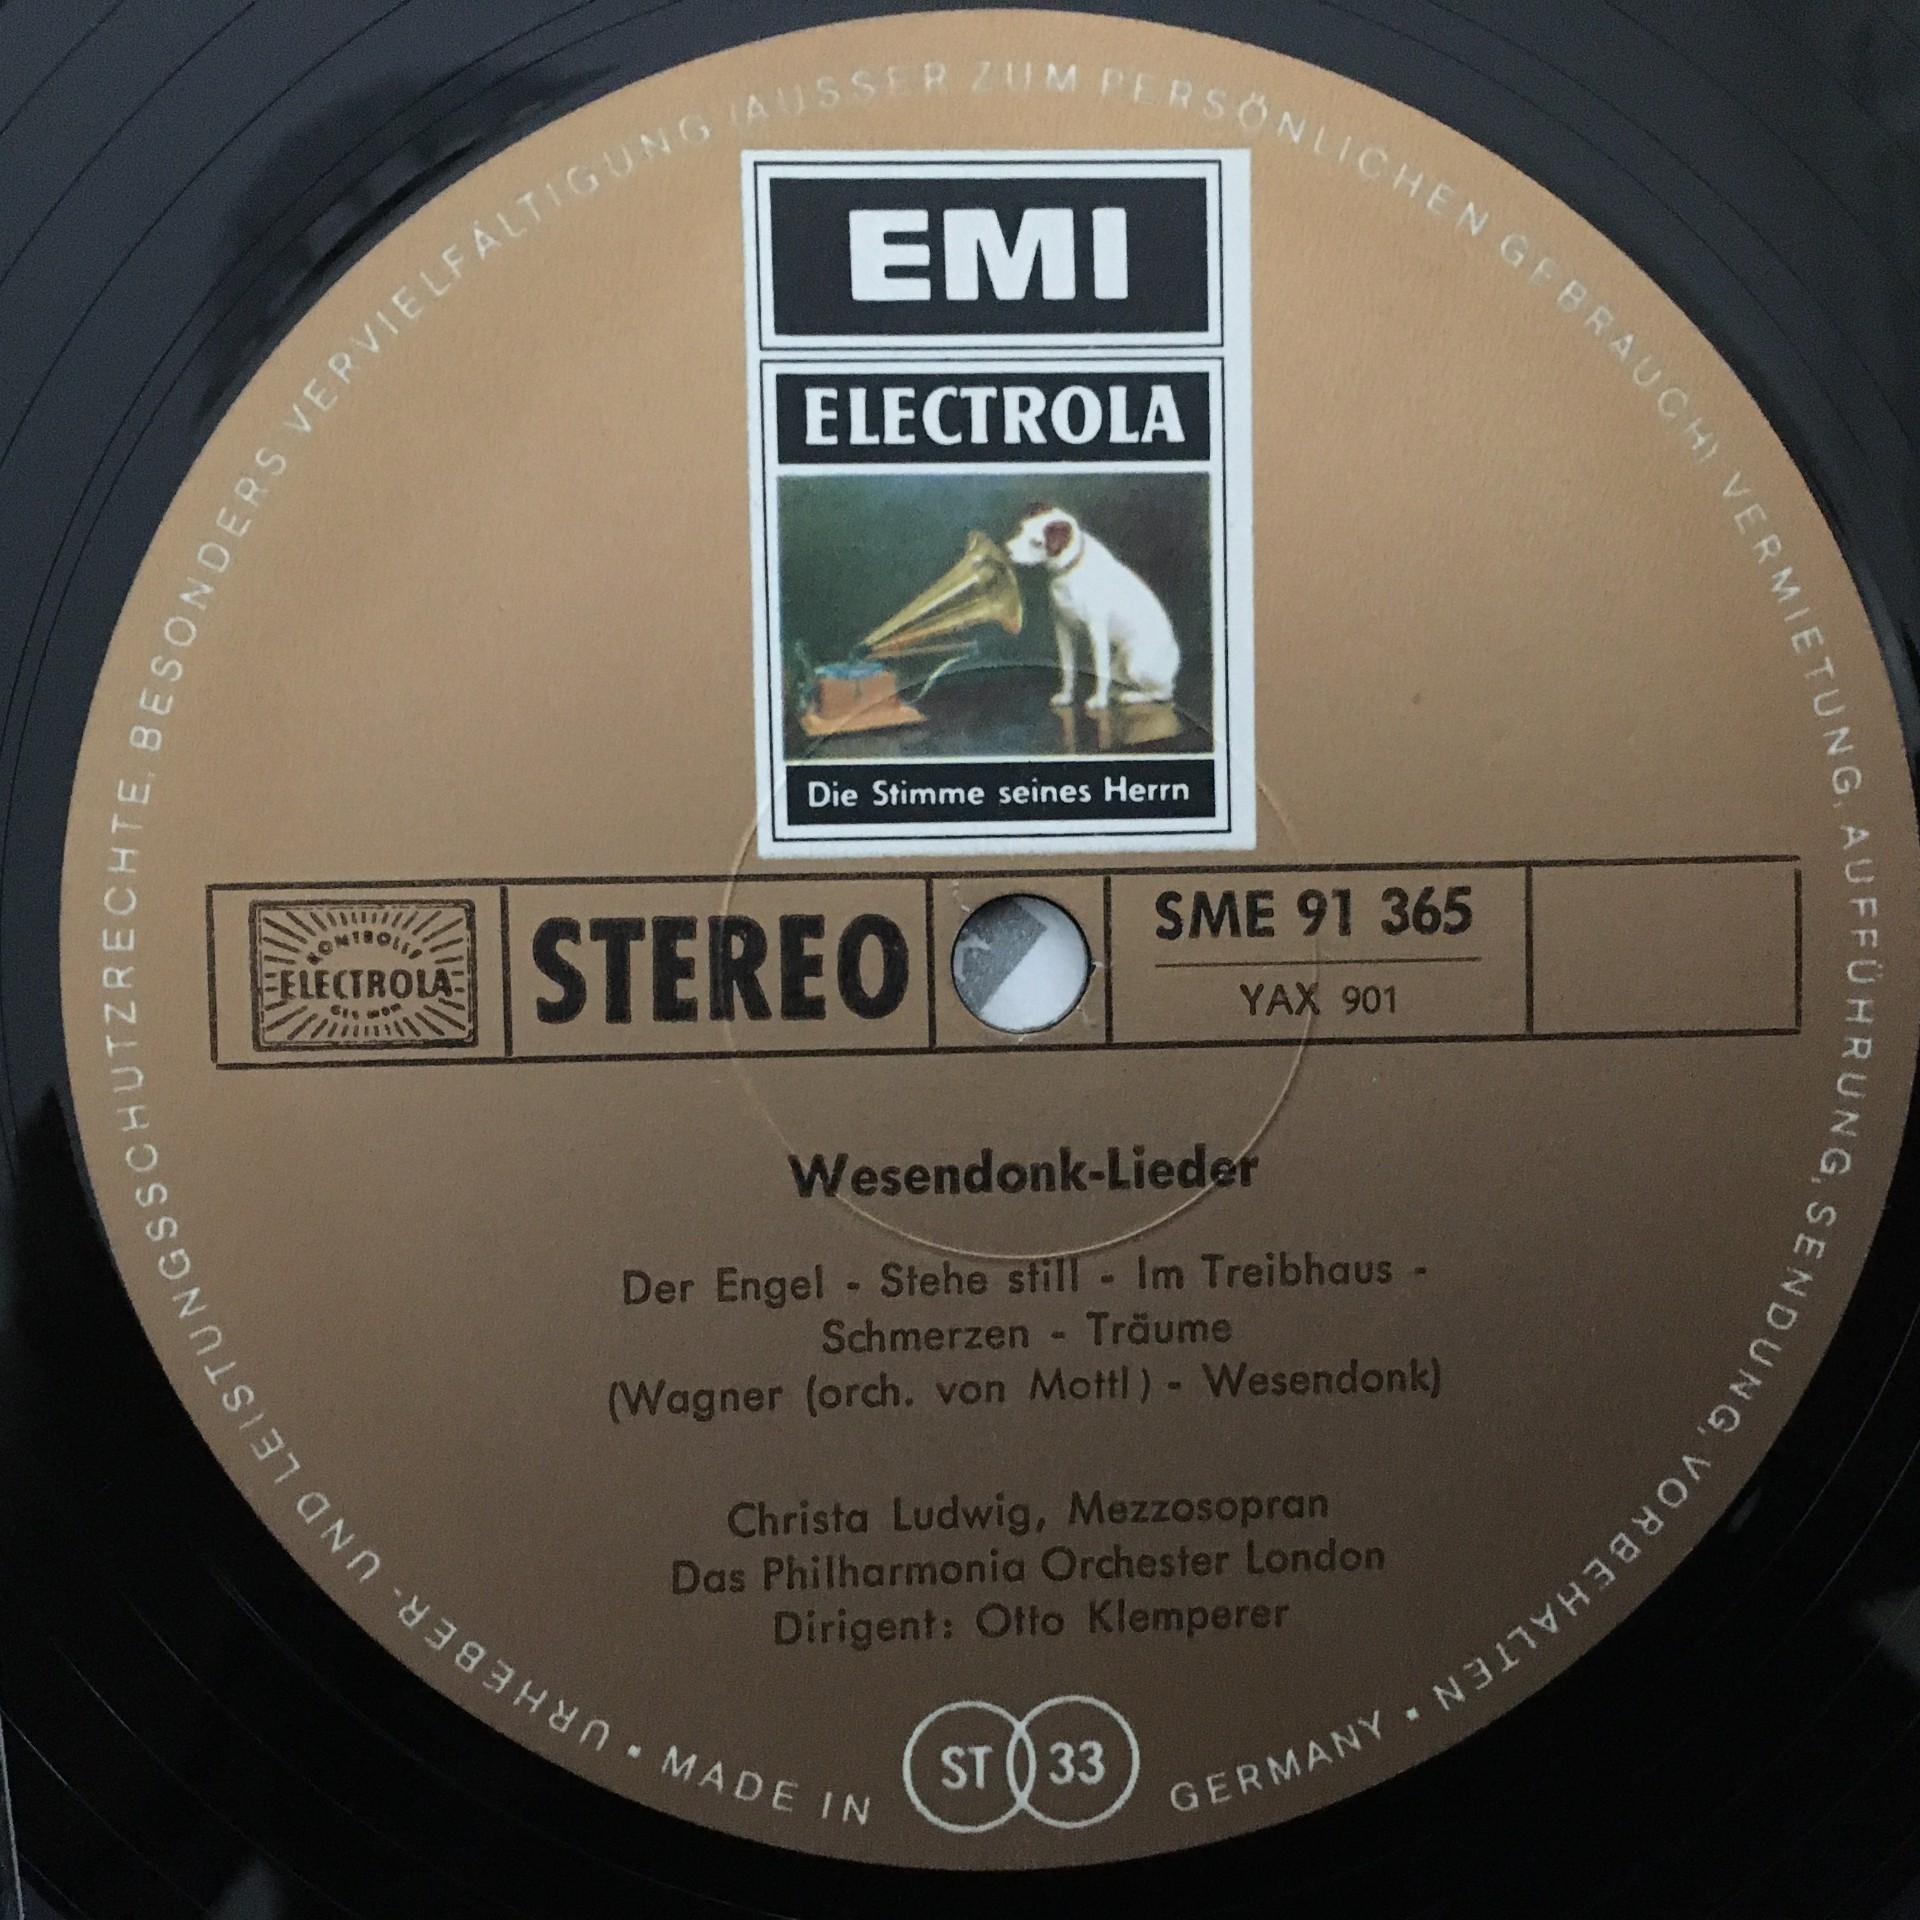 URHEBER- UND LEISTUNGSSCHUTZRECHTE, BESONDERS VERVIELFÄLTIGUNG (AUSSER ZUM PERSÖNLICHEN GEBRAUCH) VERMIETUNG, AUFFÜHRUNG, SENDUNG, VORBEHALTEN
EMI
ELECTROLA
Die Stimme seines Herrn
ELECTROLA
STEREO
SME 91 365
YAX 901
Wesendonk-Lieder
Der Engel - Stehe still - Im Treibhaus -
Schmerzen - Träume
(Wagner (orch. von Mottl) - Wesendonk)
Christa Ludwig, Mezzosopran
Das Philharmonia Orchester London
Dirigent: Otto Klemperer
ST 33
• MADE IN GERMANY •